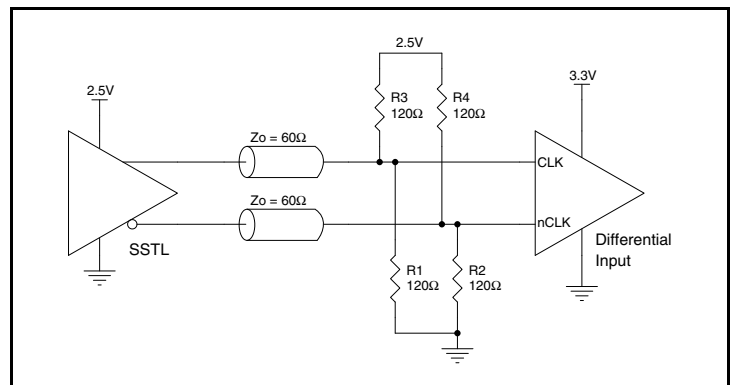 2.5V
3.3V
2.5V
R3
120Ω
R4
120Ω
Zo = 60Ω
CLK
Zo = 60Ω
nCLK
SSTL
Differential
Input
R1
120Ω
R2
120Ω